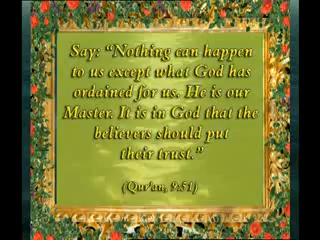 Say: "Nothing can happen
to us except what God has
ordained for us. He is our
Master. It is in God that the
believers should put
their trust."
(Qur'an, 9:51)